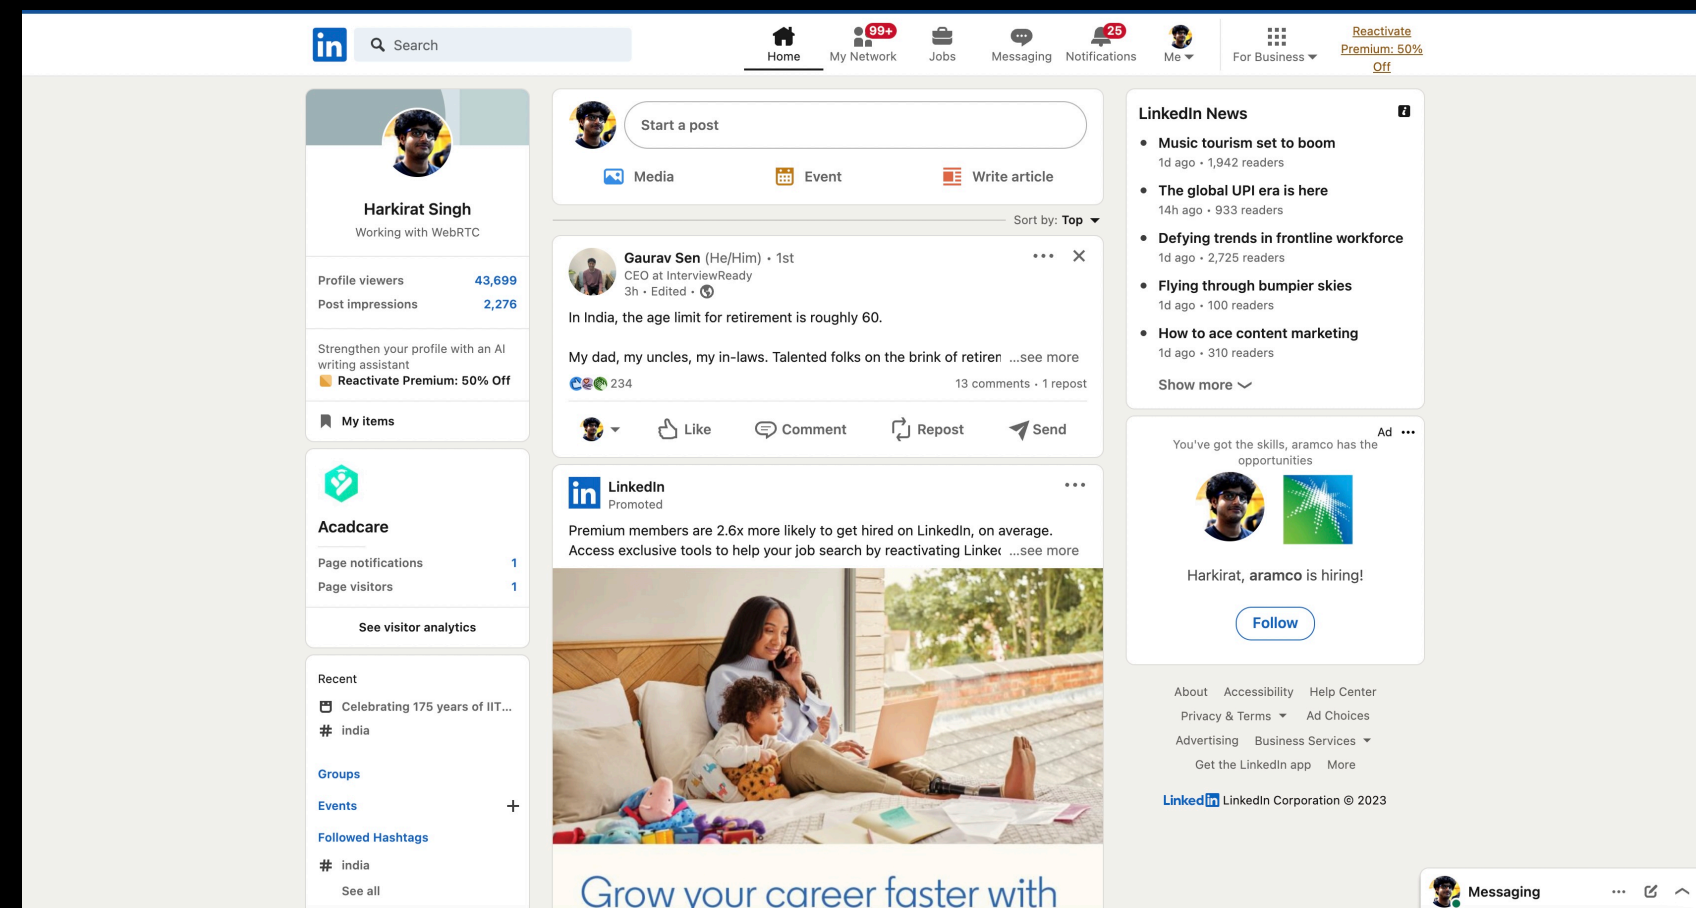 in
Search
Home
99+
My Network
Jobs
Messaging
25
Notifications
Me
For Business
Reactivate
Premium: 50%
Off
Harkirat Singh
Working with WebRTC
Profile viewers 43,699
Post impressions 2,276
Strengthen your profile with an AI
writing assistant
Reactivate Premium: 50% Off
My items
Acadcare
Page notifications 1
Page visitors 1
See visitor analytics
Recent
Celebrating 175 years of IIT...
# india
Groups
Events +
Followed Hashtags
# india
See all
Start a post
Media
Event
Write article
Sort by: Top
Gaurav Sen (He/Him) • 1st
CEO at InterviewReady
3h • Edited •
In India, the age limit for retirement is roughly 60.
My dad, my uncles, my in-laws. Talented folks on the brink of retiren ...see more
234
13 comments • 1 repost
Like
Comment
Repost
Send
in
LinkedIn
Promoted
Premium members are 2.6x more likely to get hired on LinkedIn, on average.
Access exclusive tools to help your job search by reactivating Linkec ...see more
Grow your career faster with
LinkedIn News
Music tourism set to boom
1d ago • 1,942 readers
The global UPI era is here
14h ago • 933 readers
Defying trends in frontline workforce
1d ago • 2,725 readers
Flying through bumpier skies
1d ago • 100 readers
How to ace content marketing
1d ago • 310 readers
Show more
Ad
You've got the skills, aramco has the
opportunities
Harkirat, aramco is hiring!
Follow
About Accessibility Help Center
Privacy & Terms Ad Choices
Advertising Business Services
Get the LinkedIn app More
LinkedIn LinkedIn Corporation © 2023
Messaging